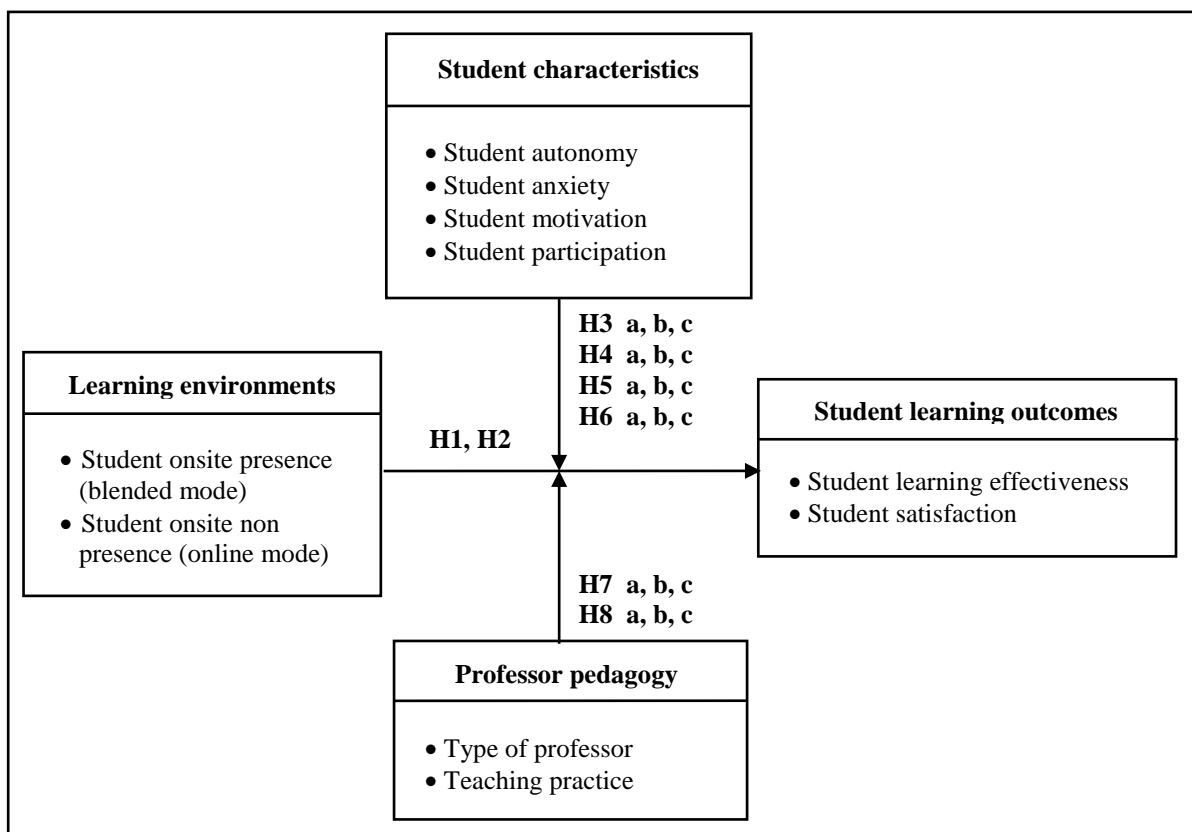 Student characteristics
• Student autonomy
• Student anxiety
• Student motivation
• Student participation
H3 a, b, c
H4 a, b, c
H5 a, b, c
H6 a, b, c
Learning environments
• Student onsite presence
(blended mode)
• Student onsite non
presence (online mode)
H1, H2
Student learning outcomes
• Student learning effectiveness
• Student satisfaction
H7 a, b, c
H8 a, b, c
Professor pedagogy
• Type of professor
• Teaching practice